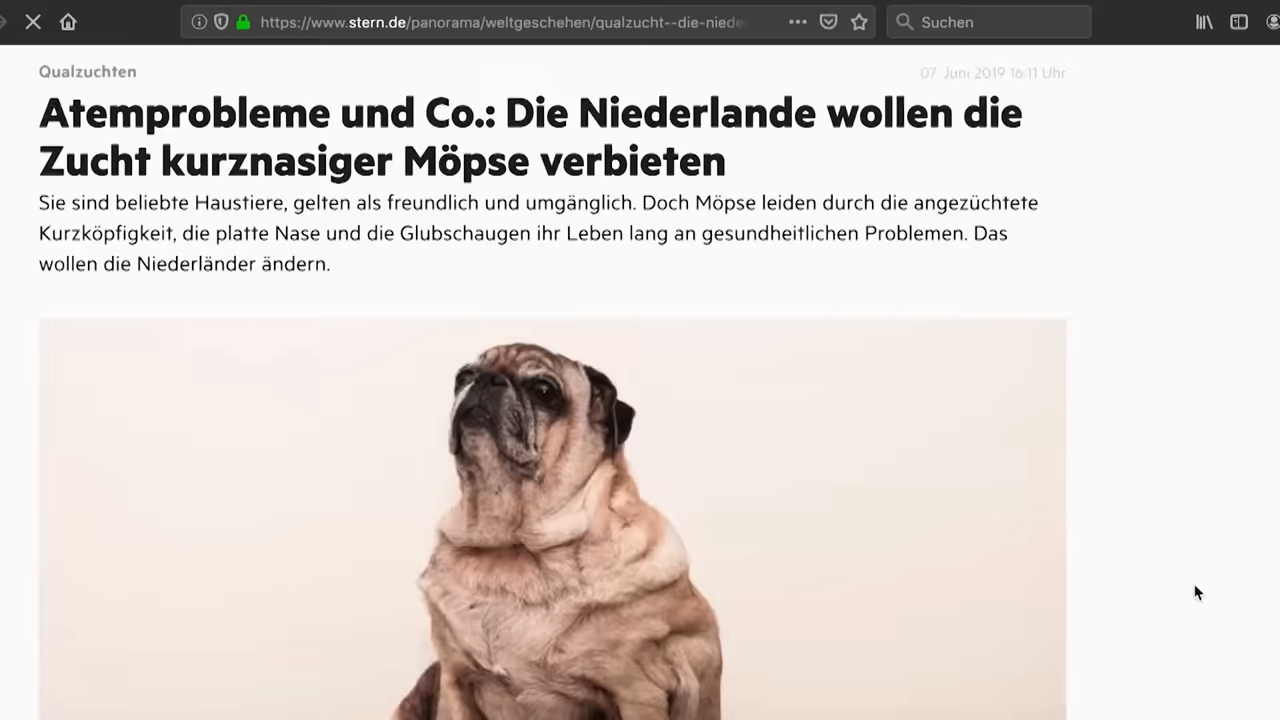 https://www.stern.de/panorama/weltgeschehen/qualzucht--die-niede
Suchen
Qualzuchten
07. Juni 2019 16:11 Uhr
Atemprobleme und Co.: Die Niederlande wollen die
Zucht kurznasiger Möpse verbieten
Sie sind beliebte Haustiere, gelten als freundlich und umgänglich. Doch Möpse leiden durch die angezüchtete
Kurzköpfigkeit, die platte Nase und die Glubschaugen ihr Leben lang an gesundheitlichen Problemen. Das
wollen die Niederländer ändern.